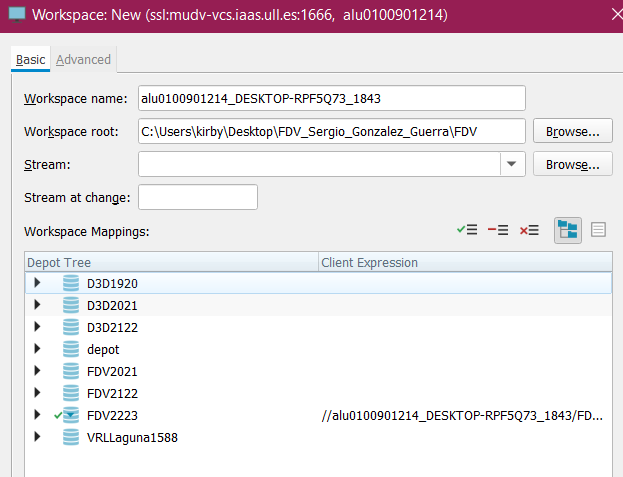 Workspace: New (ssl:mudv-vcs.iaas.ull.es:1666, alu0100901214)
Basic Advanced
Workspace name: alu0100901214_DESKTOP-RPF5Q73_1843
Workspace root: C:\Users\kirby\Desktop\FDV_Sergio_Gonzalez_Guerra\FDV Browse...
Stream: Browse...
Stream at change:
Workspace Mappings:
Depot Tree Client Expression
D3D1920
D3D2021
D3D2122
depot
FDV2021
FDV2122
FDV2223 //alu0100901214_DESKTOP-RPF5Q73_1843/FD...
VRLLaguna1588